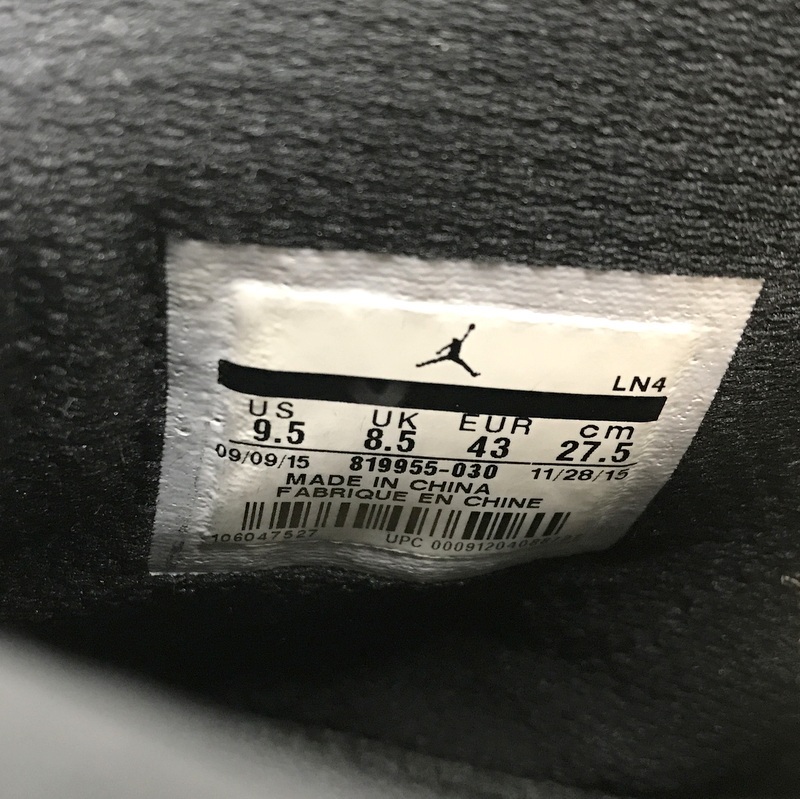 LN4
US UK EUR cm
9.5 8.5 43 27.5
09/09/15 819955-030 11/28/15
MADE IN CHINA
FABRIQUE EN CHINE
106047527 UPC